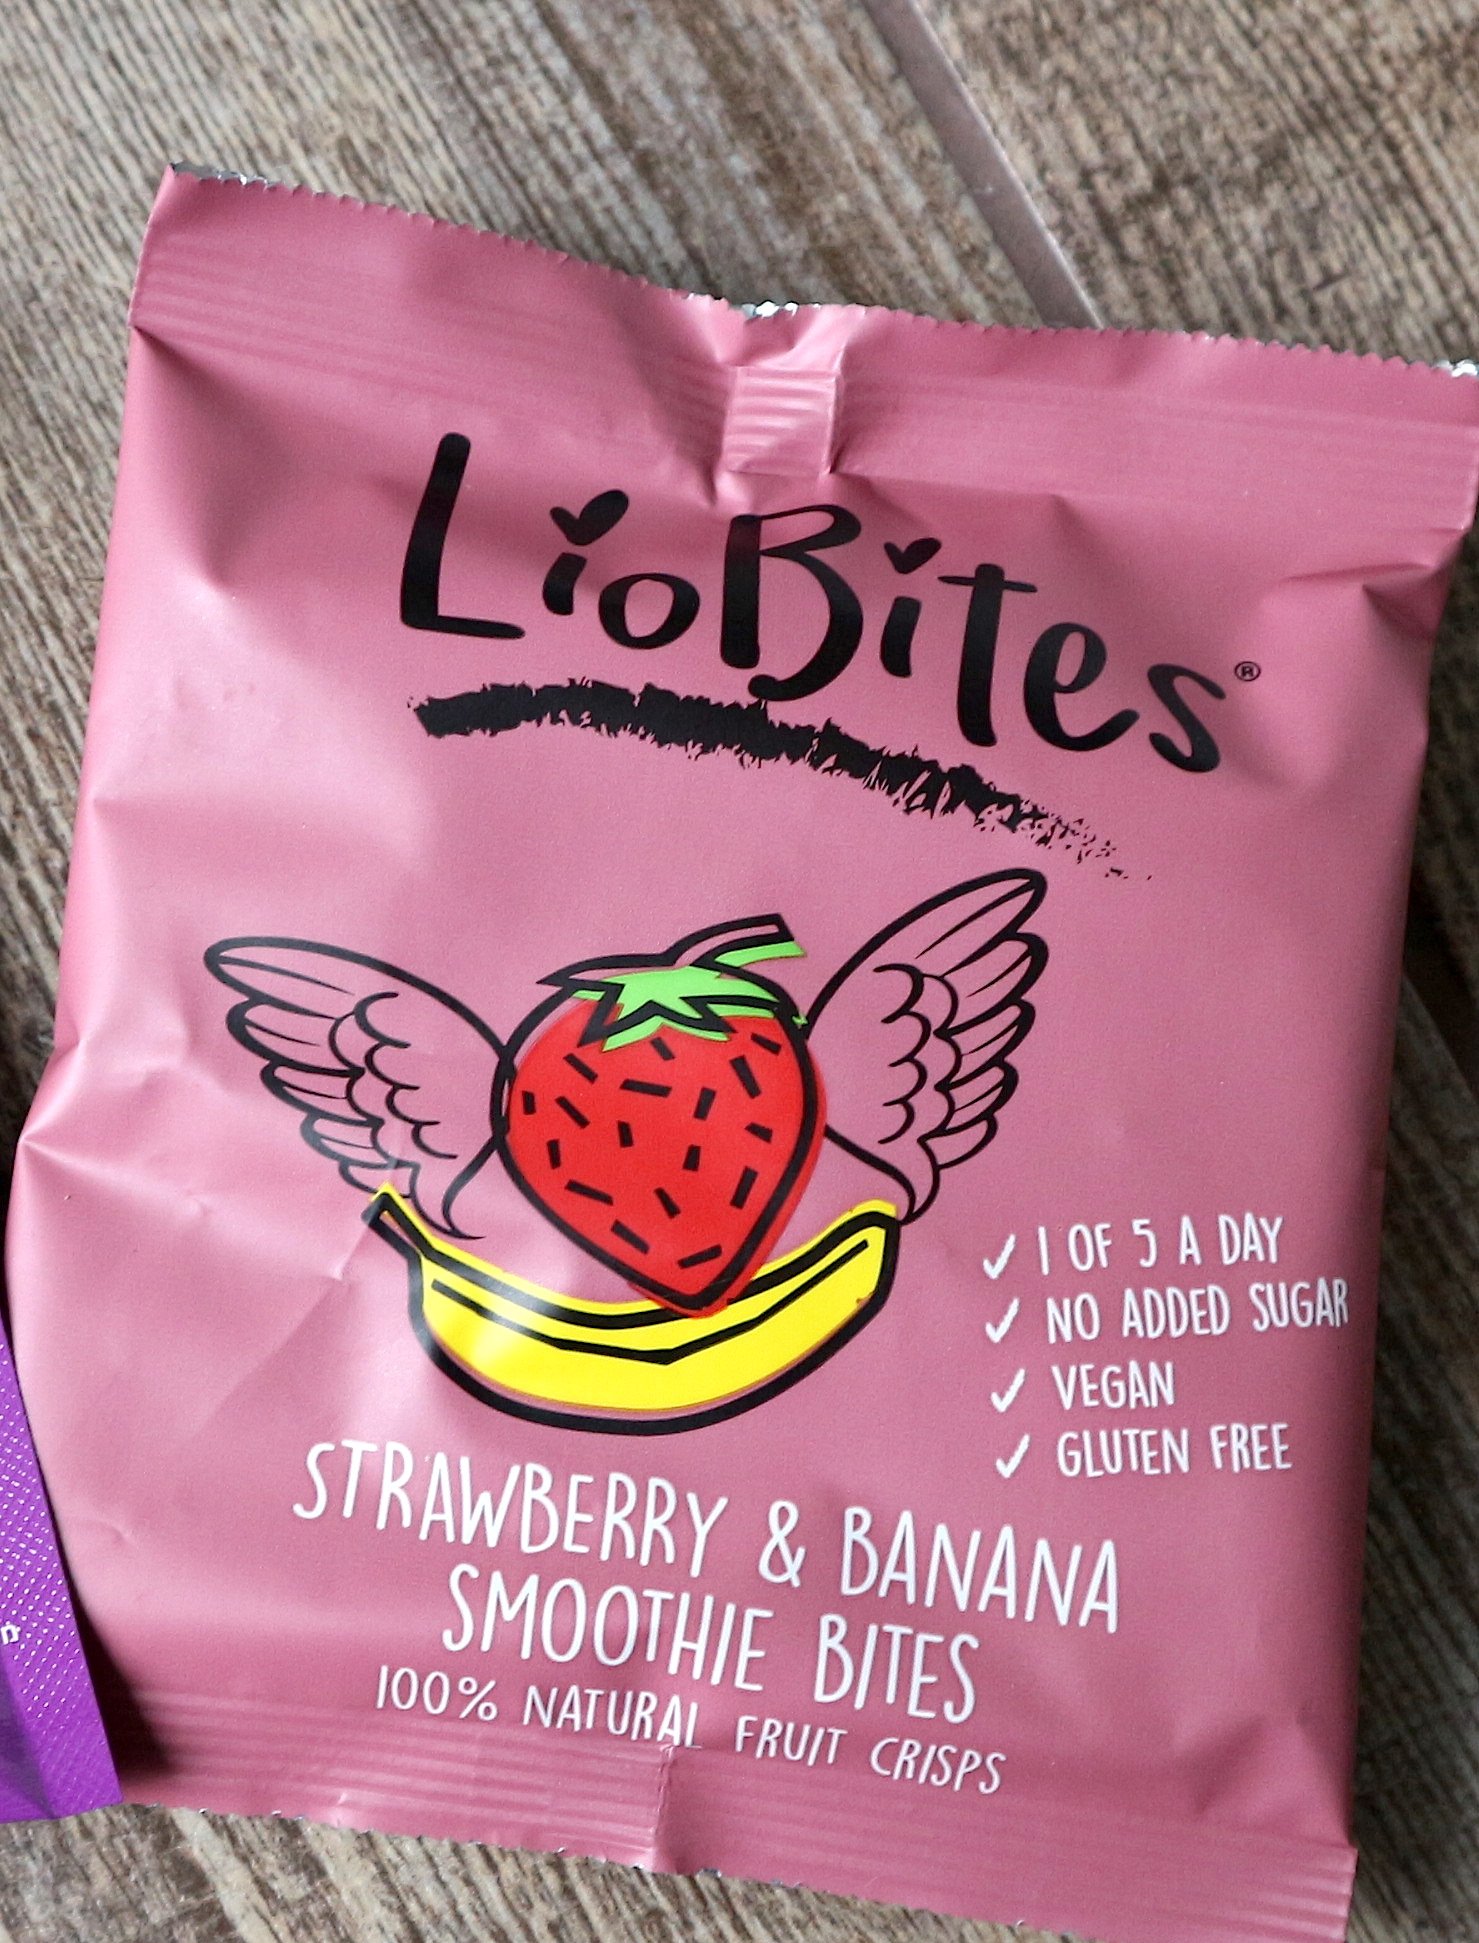 LioBites®
✓ 1 OF 5 A DAY
✓ NO ADDED SUGAR
✓ VEGAN
✓ GLUTEN FREE
STRAWBERRY & BANANA
SMOOTHIE BITES
100% NATURAL FRUIT CRISPS